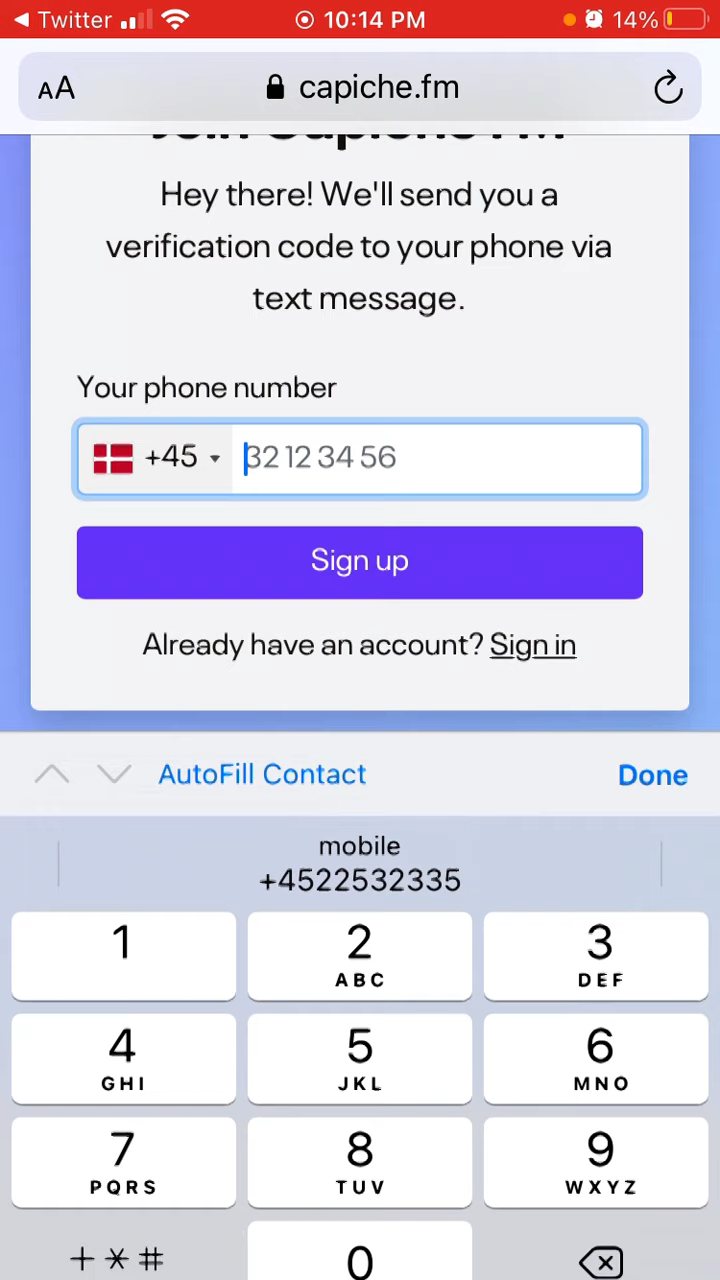 Twitter 10:14 PM 14%
AA capiche.fm
Join Capiche FM
Hey there! We'll send you a
verification code to your phone via
text message.
Your phone number
+45 32 12 34 56
Sign up
Already have an account? Sign in
AutoFill Contact Done
mobile
+4522532335
1 2 3
ABC DEF
4 5 6
GHI JKL MNO
7 8 9
PQRS TUV WXYZ
+*# 0